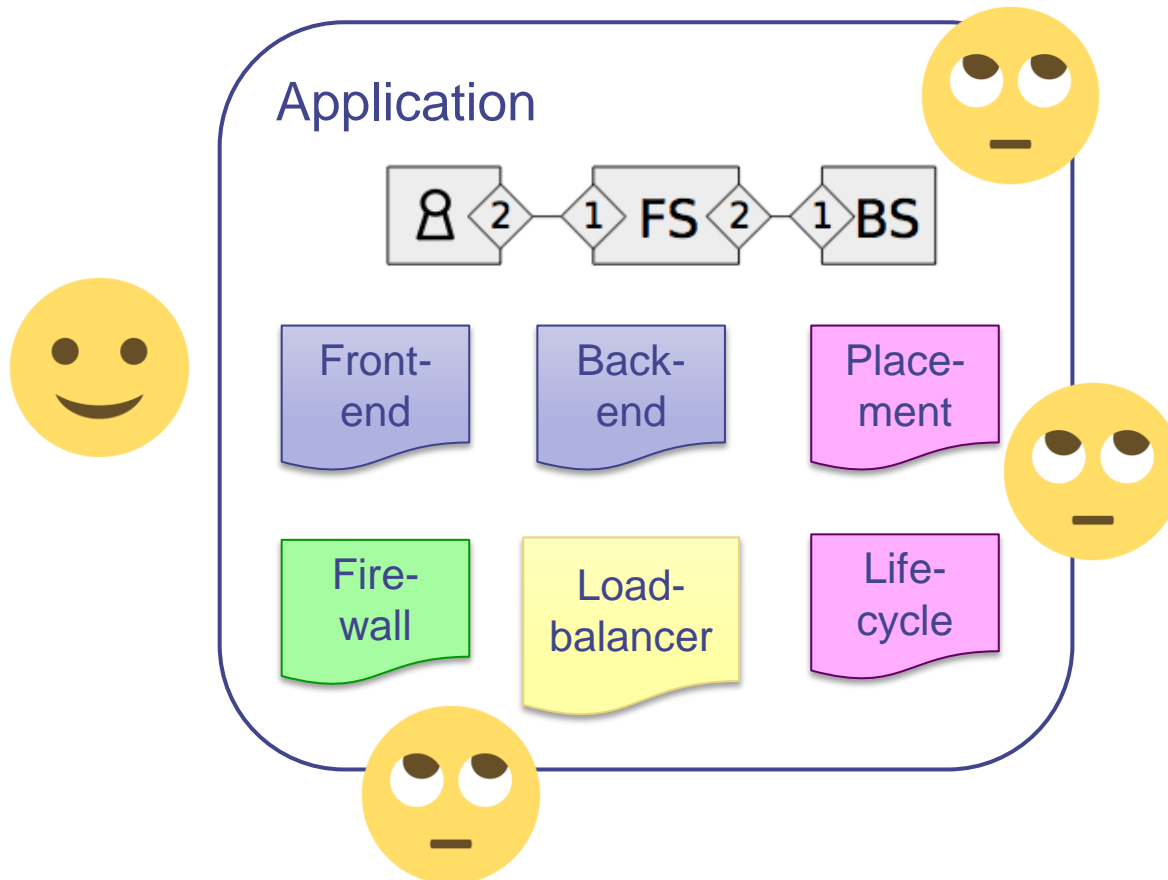 Application
2 1 FS 2 1 BS
Front-
end
Back-
end
Place-
ment
Fire-
wall
Load-
balancer
Life-
cycle